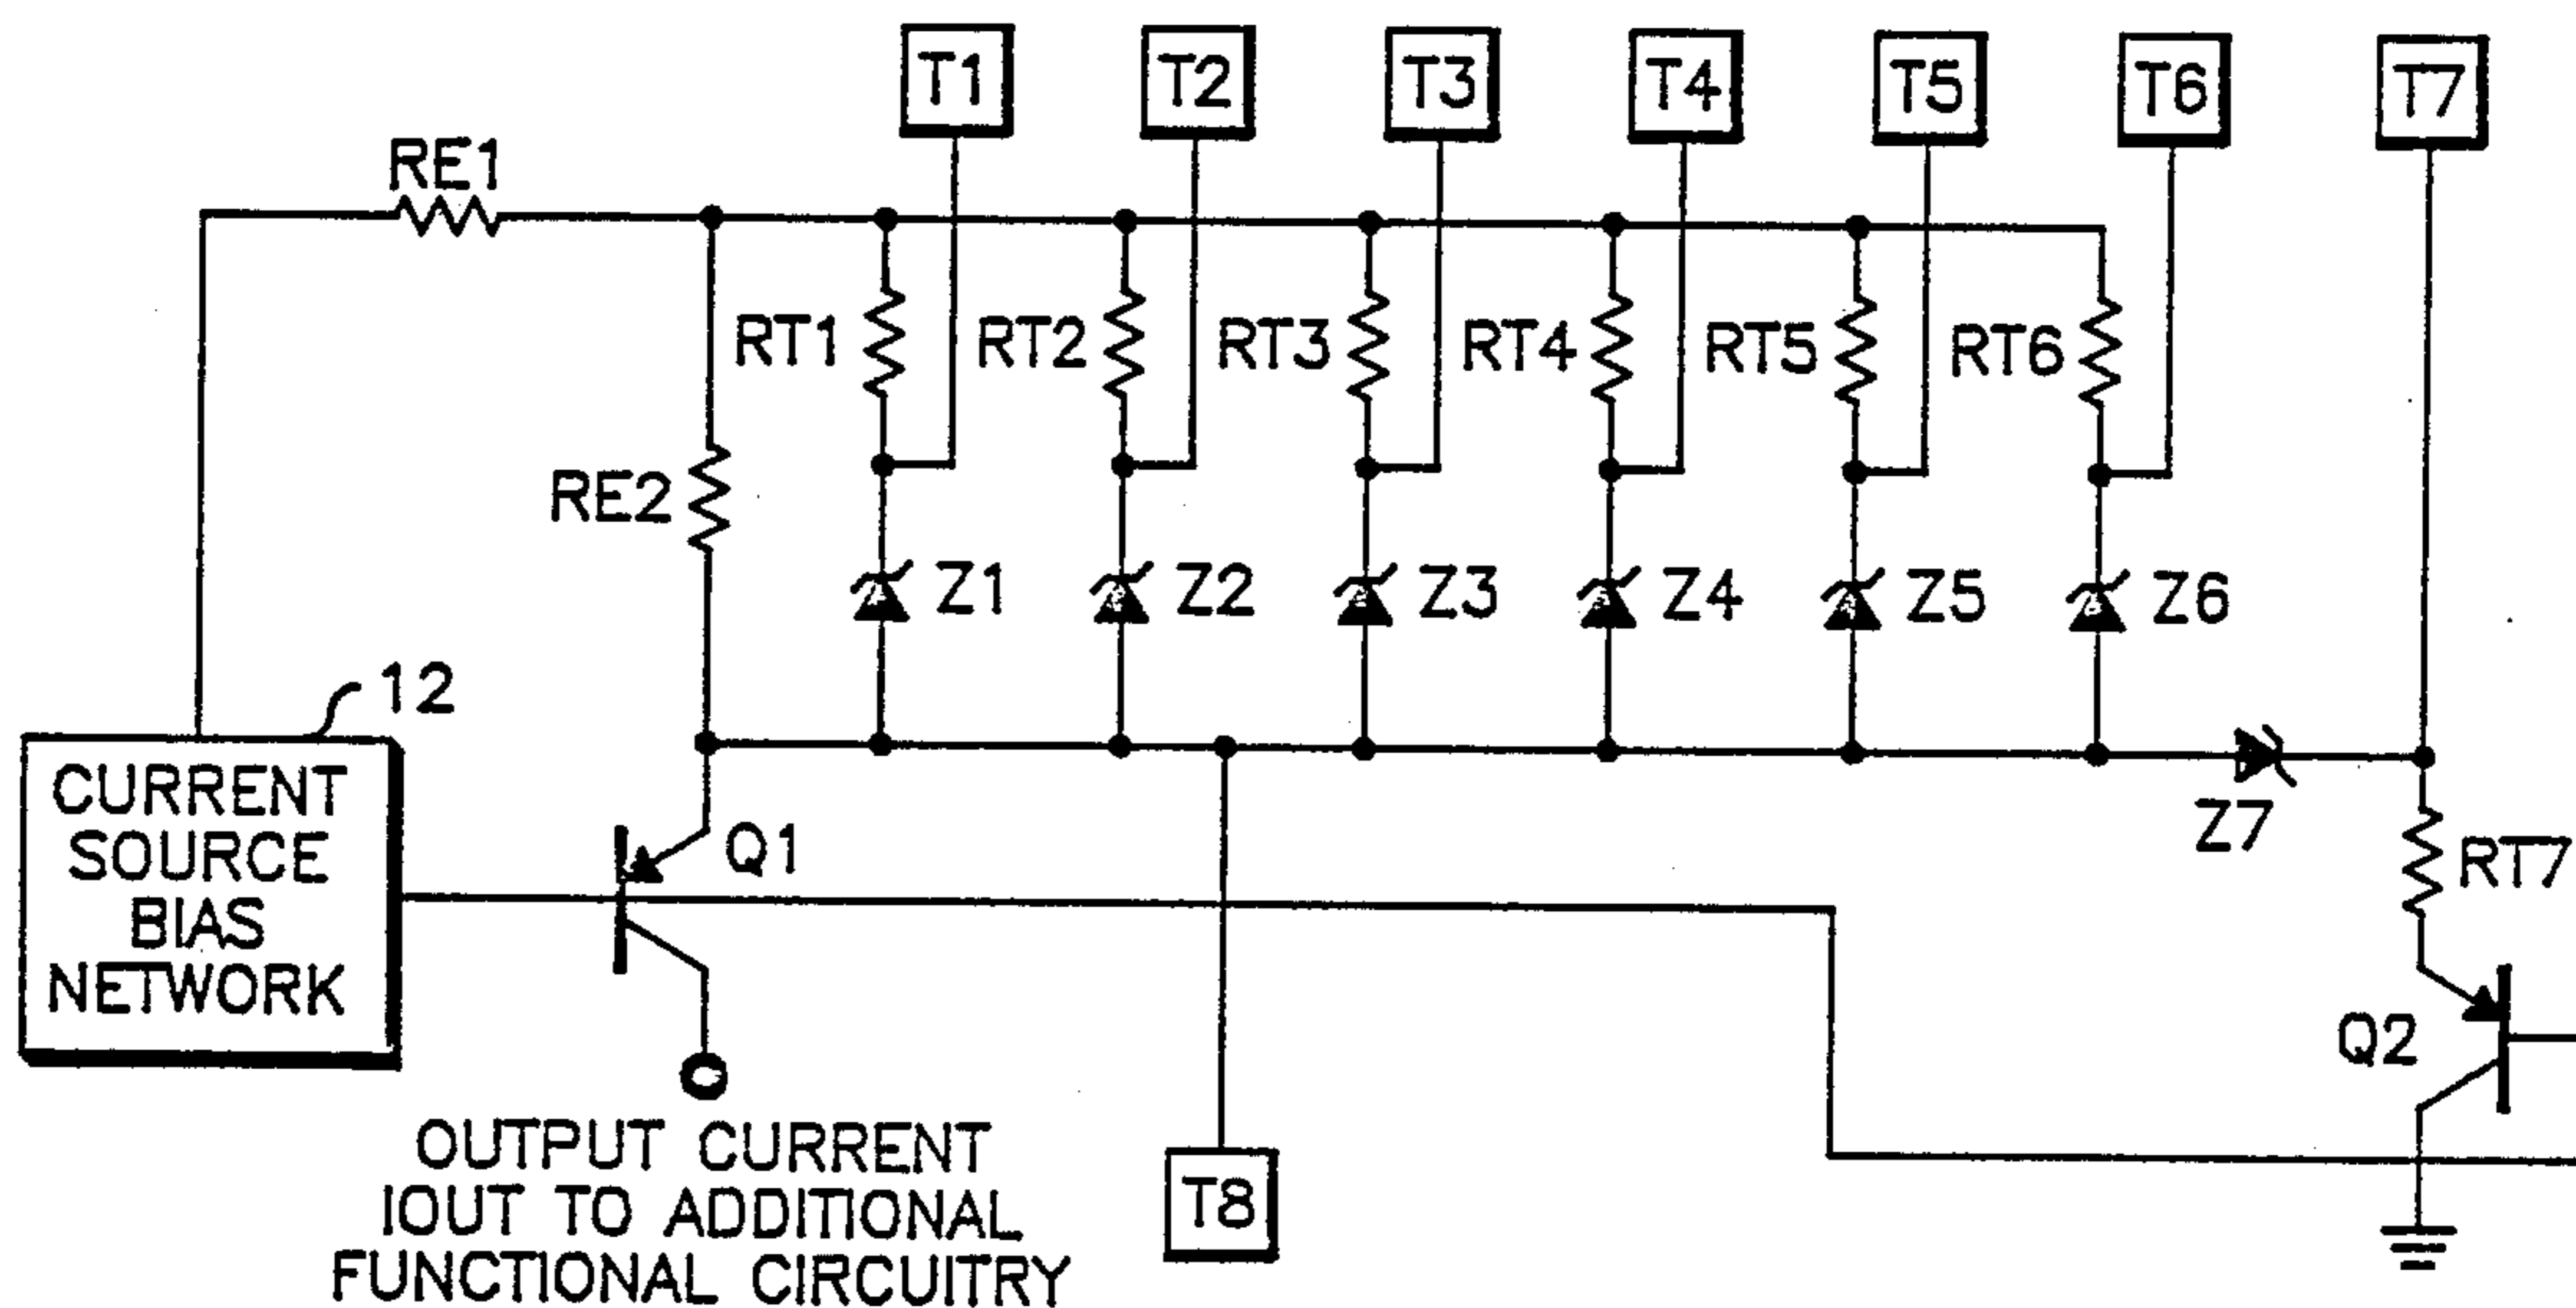 T1
T2
T3
T4
T5
T6
T7
RE1
RT1
RT2
RT3
RT4
RT5
RT6
RE2
Z1
Z2
Z3
Z4
Z5
Z6
12
CURRENT
SOURCE
BIAS
NETWORK
Q1
Z7
RT7
Q2
OUTPUT CURRENT
IOUT TO ADDITIONAL
FUNCTIONAL CIRCUITRY
T8